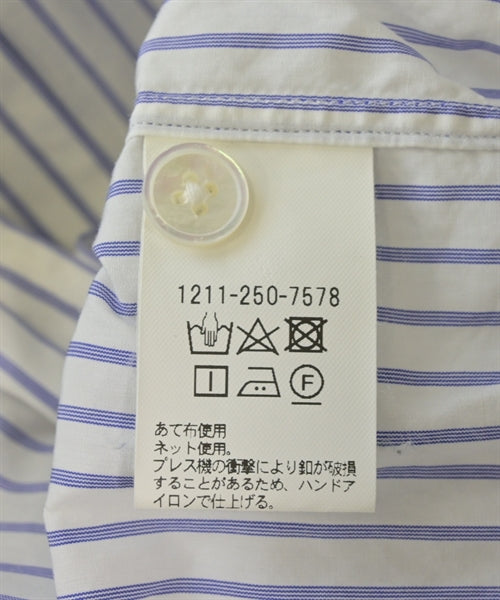 1211-250-7578
F
あて布使用
ネット使用。
プレス機の衝撃により釦が破損
することがあるため、ハンドア
イロンで仕上げる。